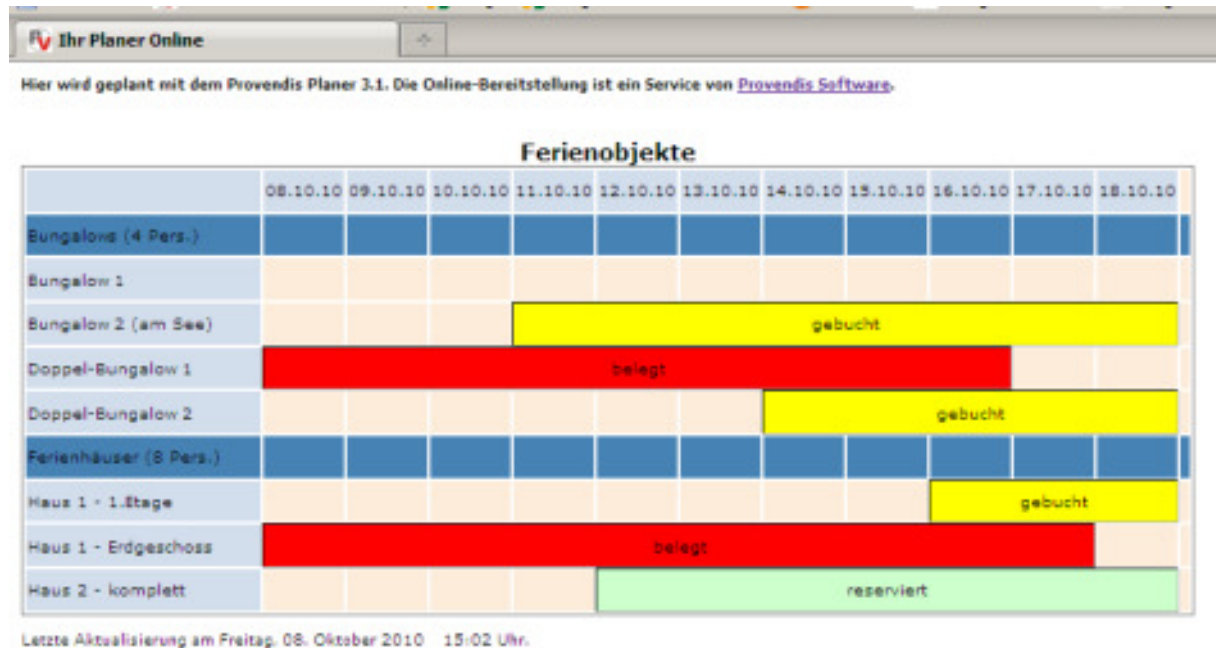 Ihr Planer Online
Hier wird geplant mit dem Provendis Planer 3.1. Die Online-Bereitstellung ist ein Service von Provendis Software.
Ferienobjekte
08.10.10 09.10.10 10.10.10 11.10.10 12.10.10 13.10.10 14.10.10 15.10.10 16.10.10 17.10.10 18.10.10
Bungalows (4 Pers.)
Bungalow 1
Bungalow 2 (am See) gebucht
Doppel-Bungalow 1 belegt
Doppel-Bungalow 2 gebucht
Ferienhäuser (8 Pers.)
Haus 1 - 1.Etage gebucht
Haus 1 - Erdgeschoss belegt
Haus 2 - komplett reserviert
Letzte Aktualisierung am Freitag, 08. Oktober 2010 15:02 Uhr.